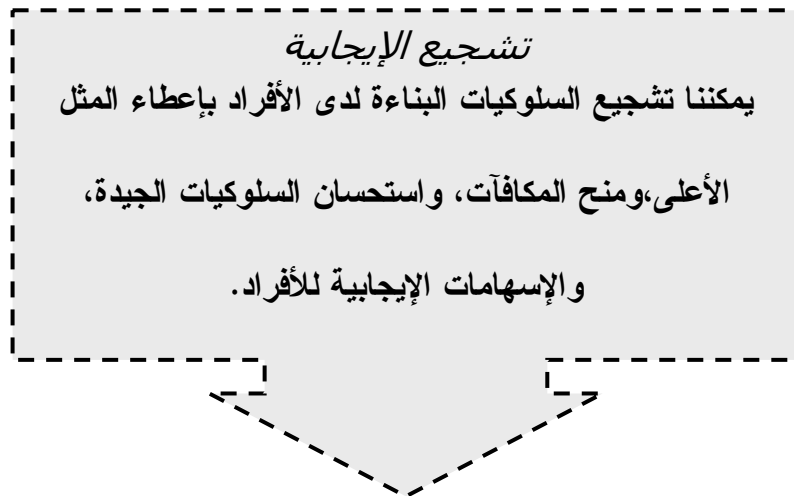 تشجيع الإيجابية
يمكننا تشجيع السلوكيات البناءة لدى الأفراد بإعطاء المثل
الأعلى،ومنح المكافآت، واستحسان السلوكيات الجيدة،
والإسهامات الإيجابية للأفراد.